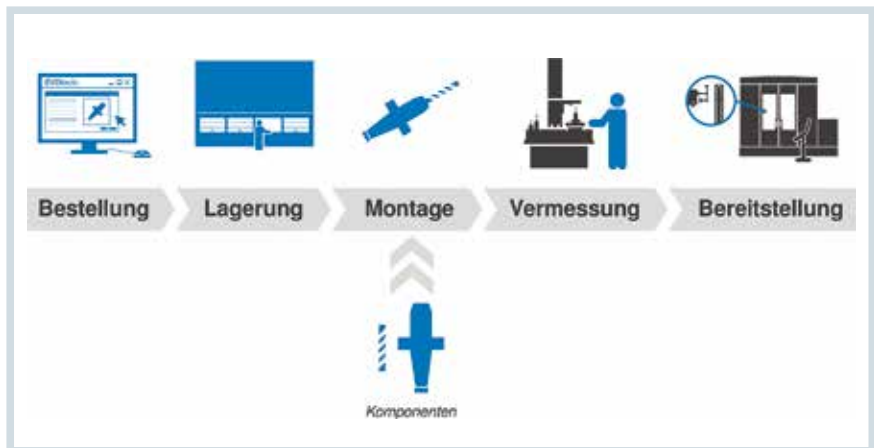 Bestellung
Lagerung
Montage
Vermessung
Bereitstellung
Komponenten